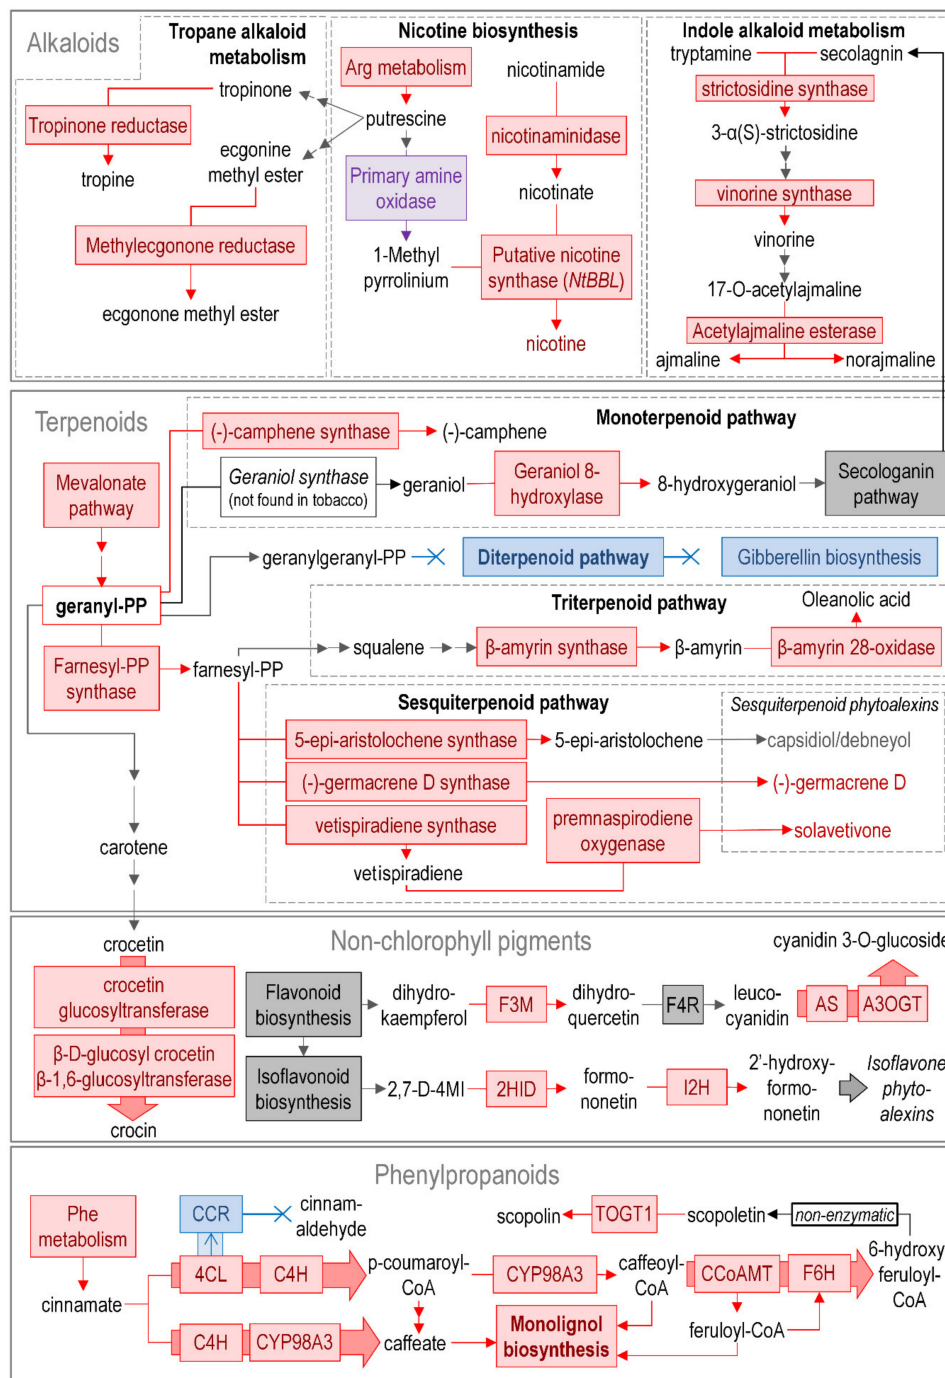 Alkaloids
Tropane alkaloid
metabolism
tropinone
Tropinone reductase
tropine
ecgonine
methyl ester
Methylecgonone reductase
ecgonone methyl ester
Nicotine biosynthesis
Arg metabolism
putrescine
Primary amine
oxidase
1-Methyl
pyrrolinium
nicotinamide
nicotinaminidase
nicotinate
Putative nicotine
synthase (NtBBL)
nicotine
Indole alkaloid metabolism
tryptamine
secolagnin
strictosidine synthase
3-α(S)-strictosidine
vinorine synthase
vinorine
17-O-acetylajmaline
Acetylajmaline esterase
ajmaline
norajmaline
Terpenoids
Mevalonate
pathway
geranyl-PP
Farnesyl-PP
synthase
farnesyl-PP
Monoterpenoid pathway
(-)-camphene synthase
(-)-camphene
Geraniol synthase
(not found in tobacco)
geraniol
Geraniol 8-
hydroxylase
8-hydroxygeraniol
Secologanin
pathway
geranylgeranyl-PP
Diterpenoid pathway
Gibberellin biosynthesis
Triterpenoid pathway
Oleanolic acid
squalene
β-amyrin synthase
β-amyrin
β-amyrin 28-oxidase
Sesquiterpenoid pathway
Sesquiterpenoid phytoalexins
5-epi-aristolochene synthase
5-epi-aristolochene
capsidiol/debneyol
(-)-germacrene D synthase
(-)-germacrene D
vetispiradiene synthase
vetispiradiene
premnaspirodiene
oxygenase
solavetivone
carotene
Non-chlorophyll pigments
crocetin
crocetin
glucosyltransferase
β-D-glucosyl crocetin
β-1,6-glucosyltransferase
crocin
Flavonoid
biosynthesis
dihydro-
kaempferol
F3M
dihydro-
quercetin
F4R
leuco-
cyanidin
AS
A3OGT
cyanidin 3-O-glucoside
Isoflavonoid
biosynthesis
2,7-D-4MI
2HID
formo-
nonetin
I2H
2'-hydroxy-
formo-
nonetin
Isoflavone
phyto-
alexins
Phenylpropanoids
Phe
metabolism
cinnamate
CCR
cinnam-
aldehyde
4CL
C4H
p-coumaroyl-
CoA
C4H
CYP98A3
caffeate
CYP98A3
caffeoyl-
CoA
Monolignol
biosynthesis
scopolin
TOGT1
scopoletin
non-enzymatic
CCoAMT
F6H
6-hydroxy
feruloyl-
CoA
feruloyl-CoA